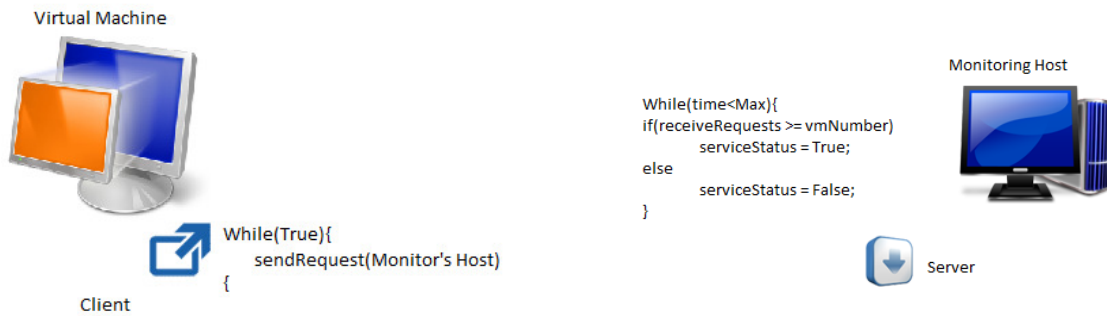 Virtual Machine
While(True){
sendRequest(Monitor's Host)
{
Client
Monitoring Host
While(time<Max){
if(receiveRequests >= vmNumber)
serviceStatus = True;
else
serviceStatus = False;
}
Server